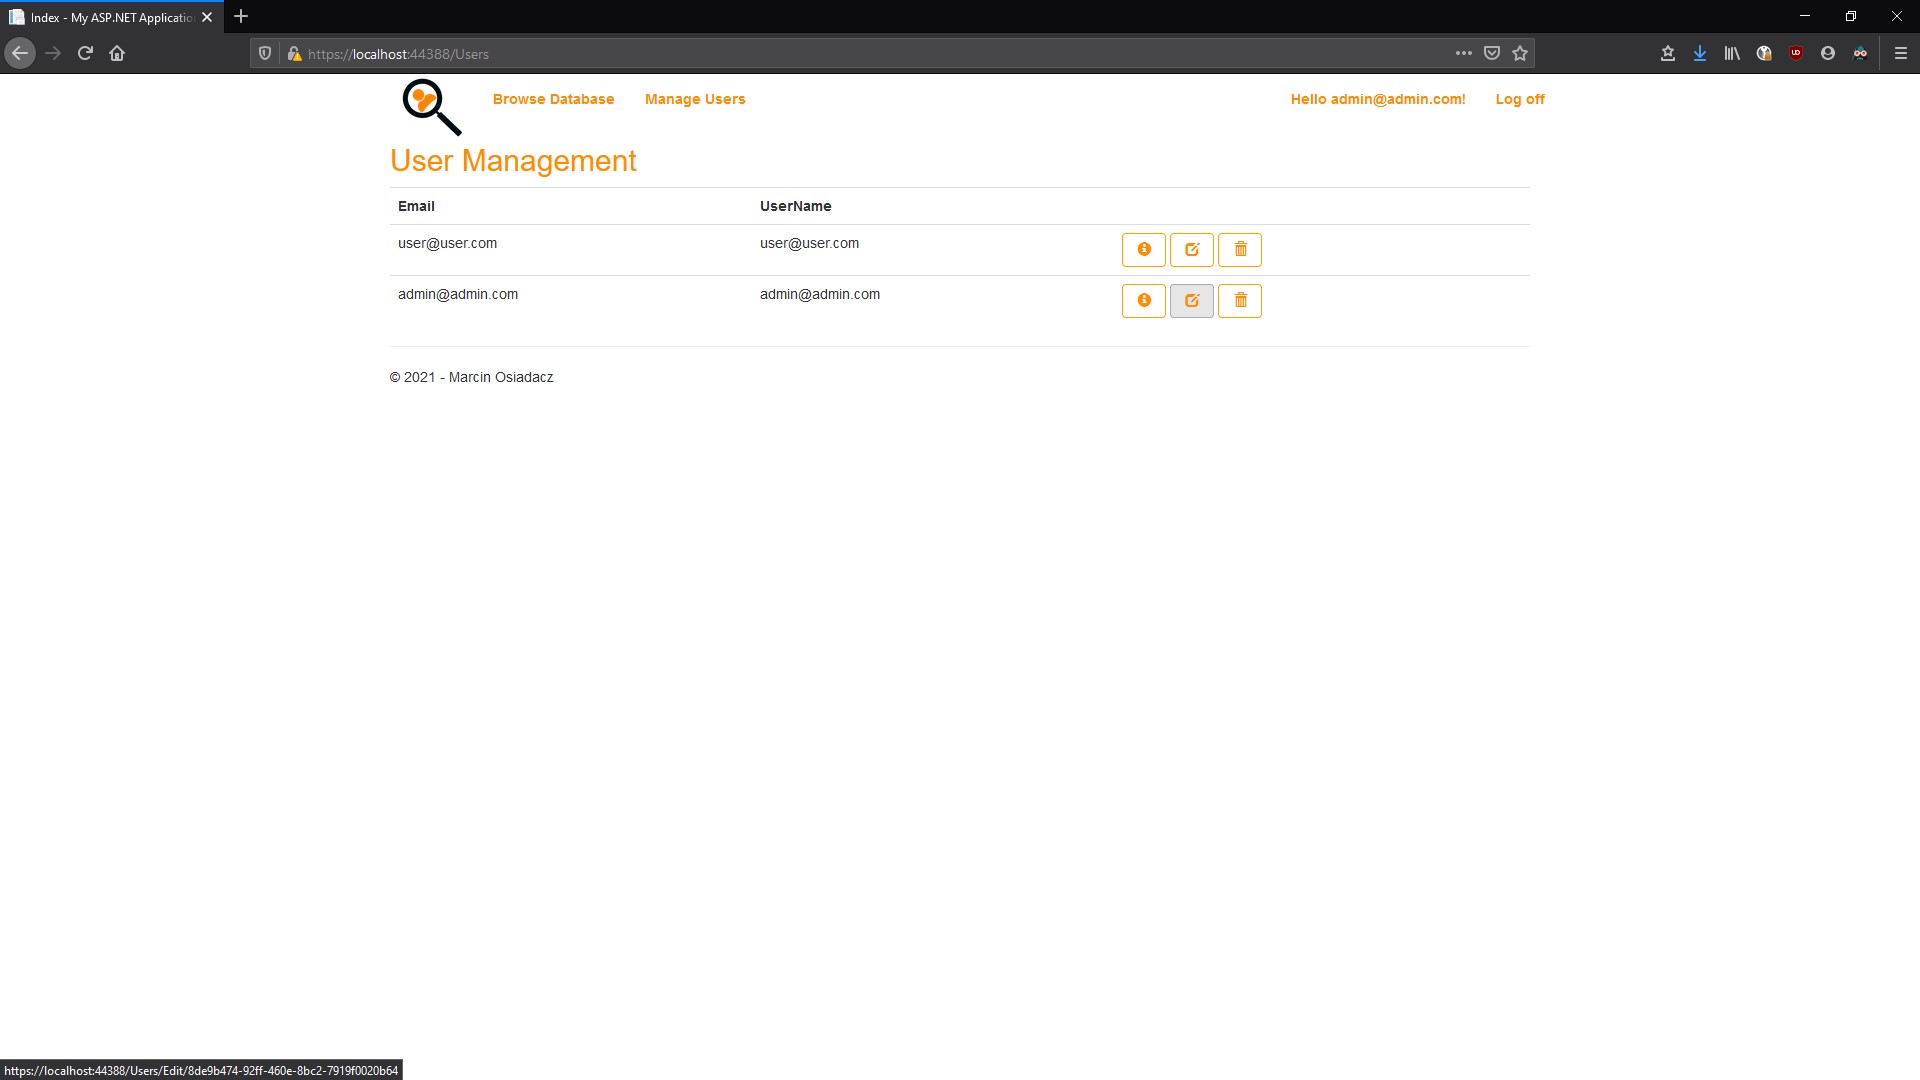 Index - My ASP.NET Applicatio
https://localhost:44388/Users
Browse Database Manage Users Hello admin@admin.com! Log off
User Management
Email UserName
user@user.com user@user.com
admin@admin.com admin@admin.com
© 2021 - Marcin Osiadacz
https://localhost:44388/Users/Edit/8de9b474-92ff-460e-8bc2-7919f0020b64